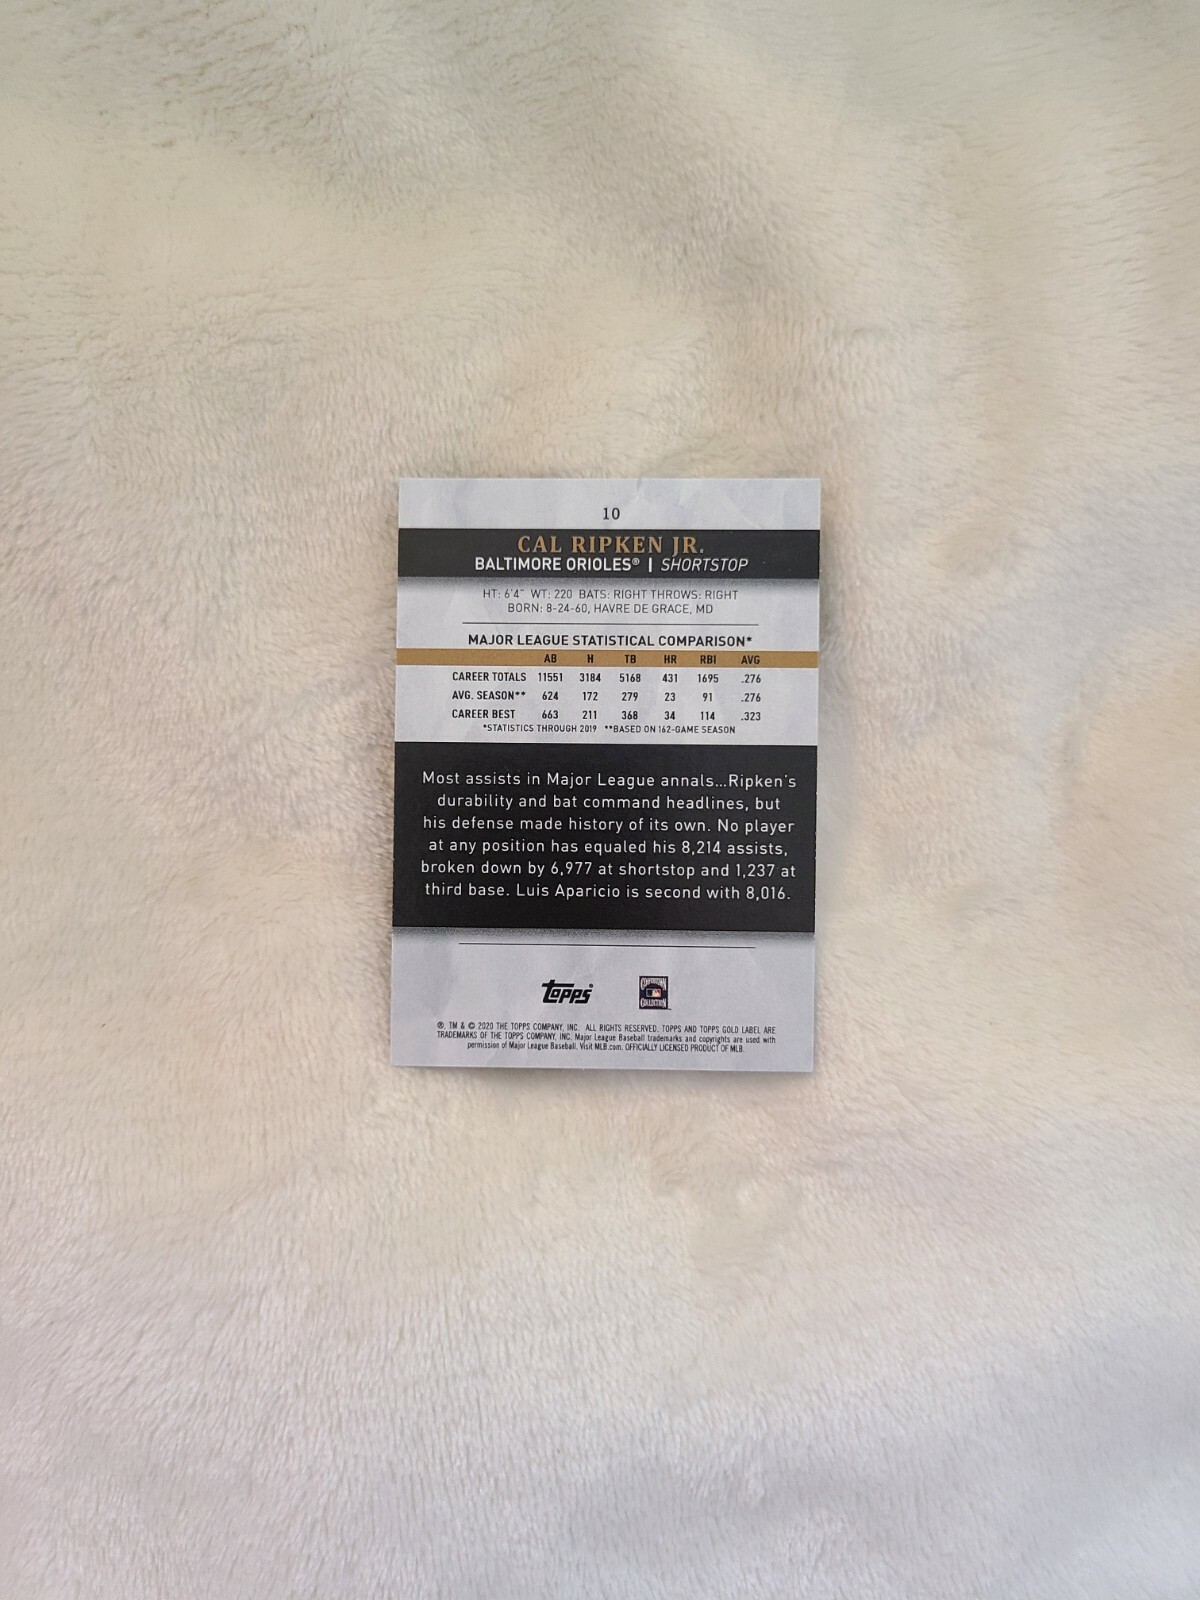 10
CAL RIPKEN JR.
BALTIMORE ORIOLES® | SHORTSTOP
HT: 6'4" WT: 220 BATS: RIGHT THROWS: RIGHT
BORN: 8-24-60, HAVRE DE GRACE, MD
MAJOR LEAGUE STATISTICAL COMPARISON*
AB H TB HR RBI AVG
CAREER TOTALS 11551 3184 5168 431 1695 .276
AVG. SEASON** 624 172 279 23 91 .276
CAREER BEST 663 211 368 34 114 .323
*STATISTICS THROUGH 2019 **BASED ON 162-GAME SEASON
Most assists in Major League annals...Ripken's
durability and bat command headlines, but
his defense made history of its own. No player
at any position has equaled his 8,214 assists,
broken down by 6,977 at shortstop and 1,237 at
third base. Luis Aparicio is second with 8,016.
topps®
COOPERSTOWN
COLLECTION
®, TM & © 2020 THE TOPPS COMPANY, INC. ALL RIGHTS RESERVED. TOPPS AND TOPPS GOLD LABEL ARE
TRADEMARKS OF THE TOPPS COMPANY, INC. Major League Baseball trademarks and copyrights are used with
permission of Major League Baseball. Visit MLB.com. OFFICIALLY LICENSED PRODUCT OF MLB.